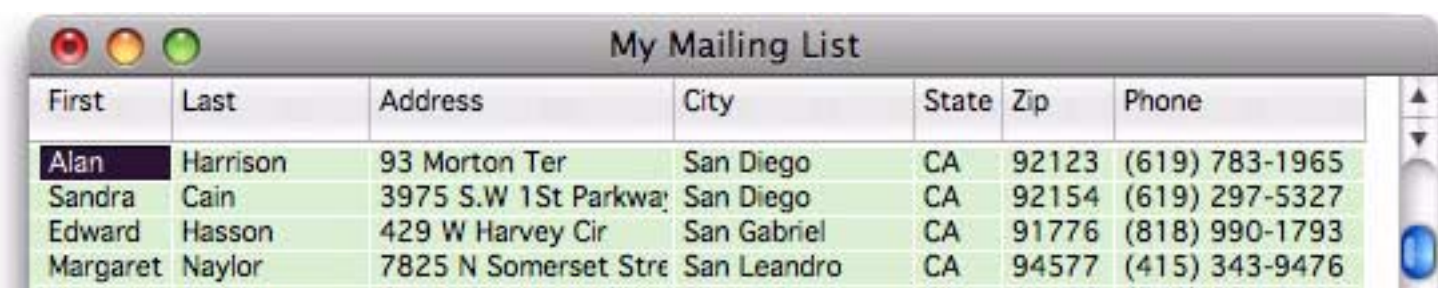 My Mailing List
First Last Address City State Zip Phone
Alan Harrison 93 Morton Ter San Diego CA 92123 (619) 783-1965
Sandra Cain 3975 S.W 1St Parkway San Diego CA 92154 (619) 297-5327
Edward Hasson 429 W Harvey Cir San Gabriel CA 91776 (818) 990-1793
Margaret Naylor 7825 N Somerset Stre San Leandro CA 94577 (415) 343-9476